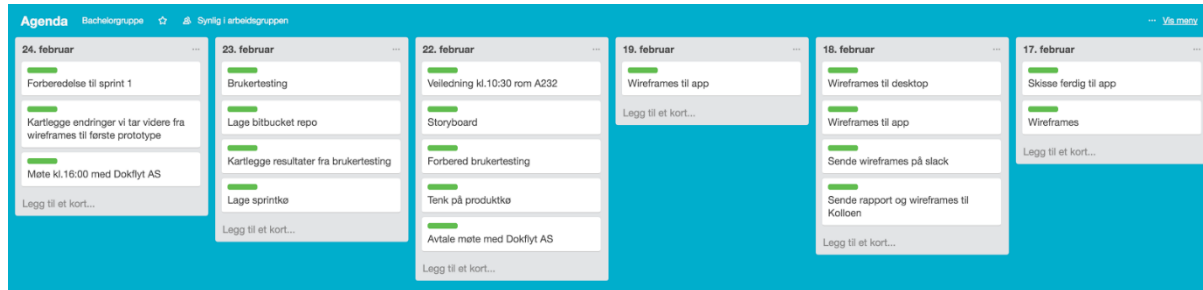 Agenda Bachelorgruppe Synlig i arbeidsgruppen ... Vis meny
24. februar ...
Forberedelse til sprint 1
Kartlegge endringer vi tar videre fra
wireframes til første prototype
Møte kl.16:00 med Dokflyt AS
Legg til et kort...
23. februar ...
Brukertesting
Lage bitbucket repo
Kartlegge resultater fra brukertesting
Lage sprintkø
Legg til et kort...
22. februar ...
Veiledning kl.10:30 rom A232
Storyboard
Forbered brukertesting
Tenk på produktkø
Avtale møte med Dokflyt AS
Legg til et kort...
19. februar ...
Wireframes til app
Legg til et kort...
18. februar ...
Wireframes til desktop
Wireframes til app
Sende wireframes på slack
Sende rapport og wireframes til
Kolloen
Legg til et kort...
17. februar ...
Skisse ferdig til app
Wireframes
Legg til et kort...